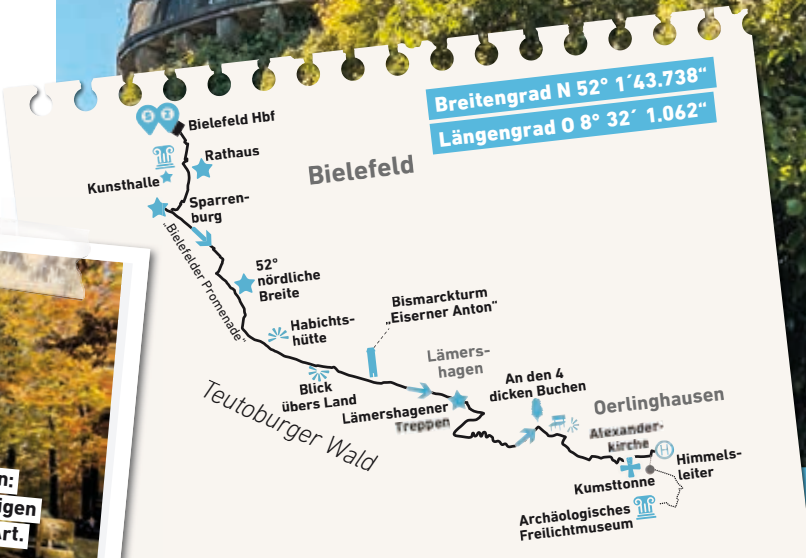 Breitengrad N 52° 1´43.738“
Längengrad O 8° 32´ 1.062“
S 2
Bielefeld Hbf
Rathaus
Bielefeld
Kunsthalle
Sparren-
burg
„Bielefelder Promenade“
52°
nördliche
Breite
Habichts-
hütte
Bismarckturm
„Eiserner Anton“
Blick
übers Land
Lämers-
hagen
Lämershagener
Treppen
An den 4
dicken Buchen
Teutoburger Wald
Oerlinghausen
Alexander-
kirche
H
Himmels-
leiter
Kumsttonne
Archäologisches
Freilichtmuseum
n:
igen
rt.